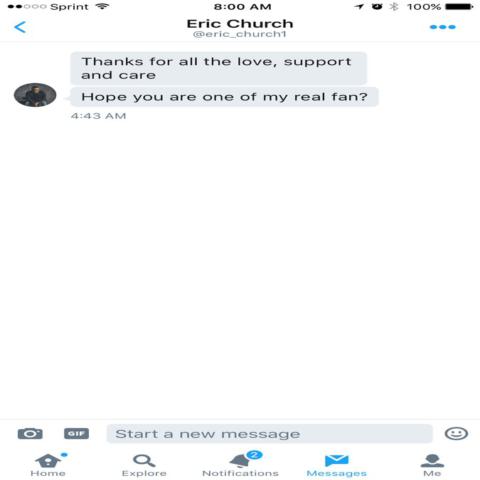 Sprint 8:00 AM 100%
Eric Church
@eric_church1
Thanks for all the love, support
and care
Hope you are one of my real fan?
4:43 AM
GIF Start a new message
2
Home Explore Notifications Messages Me